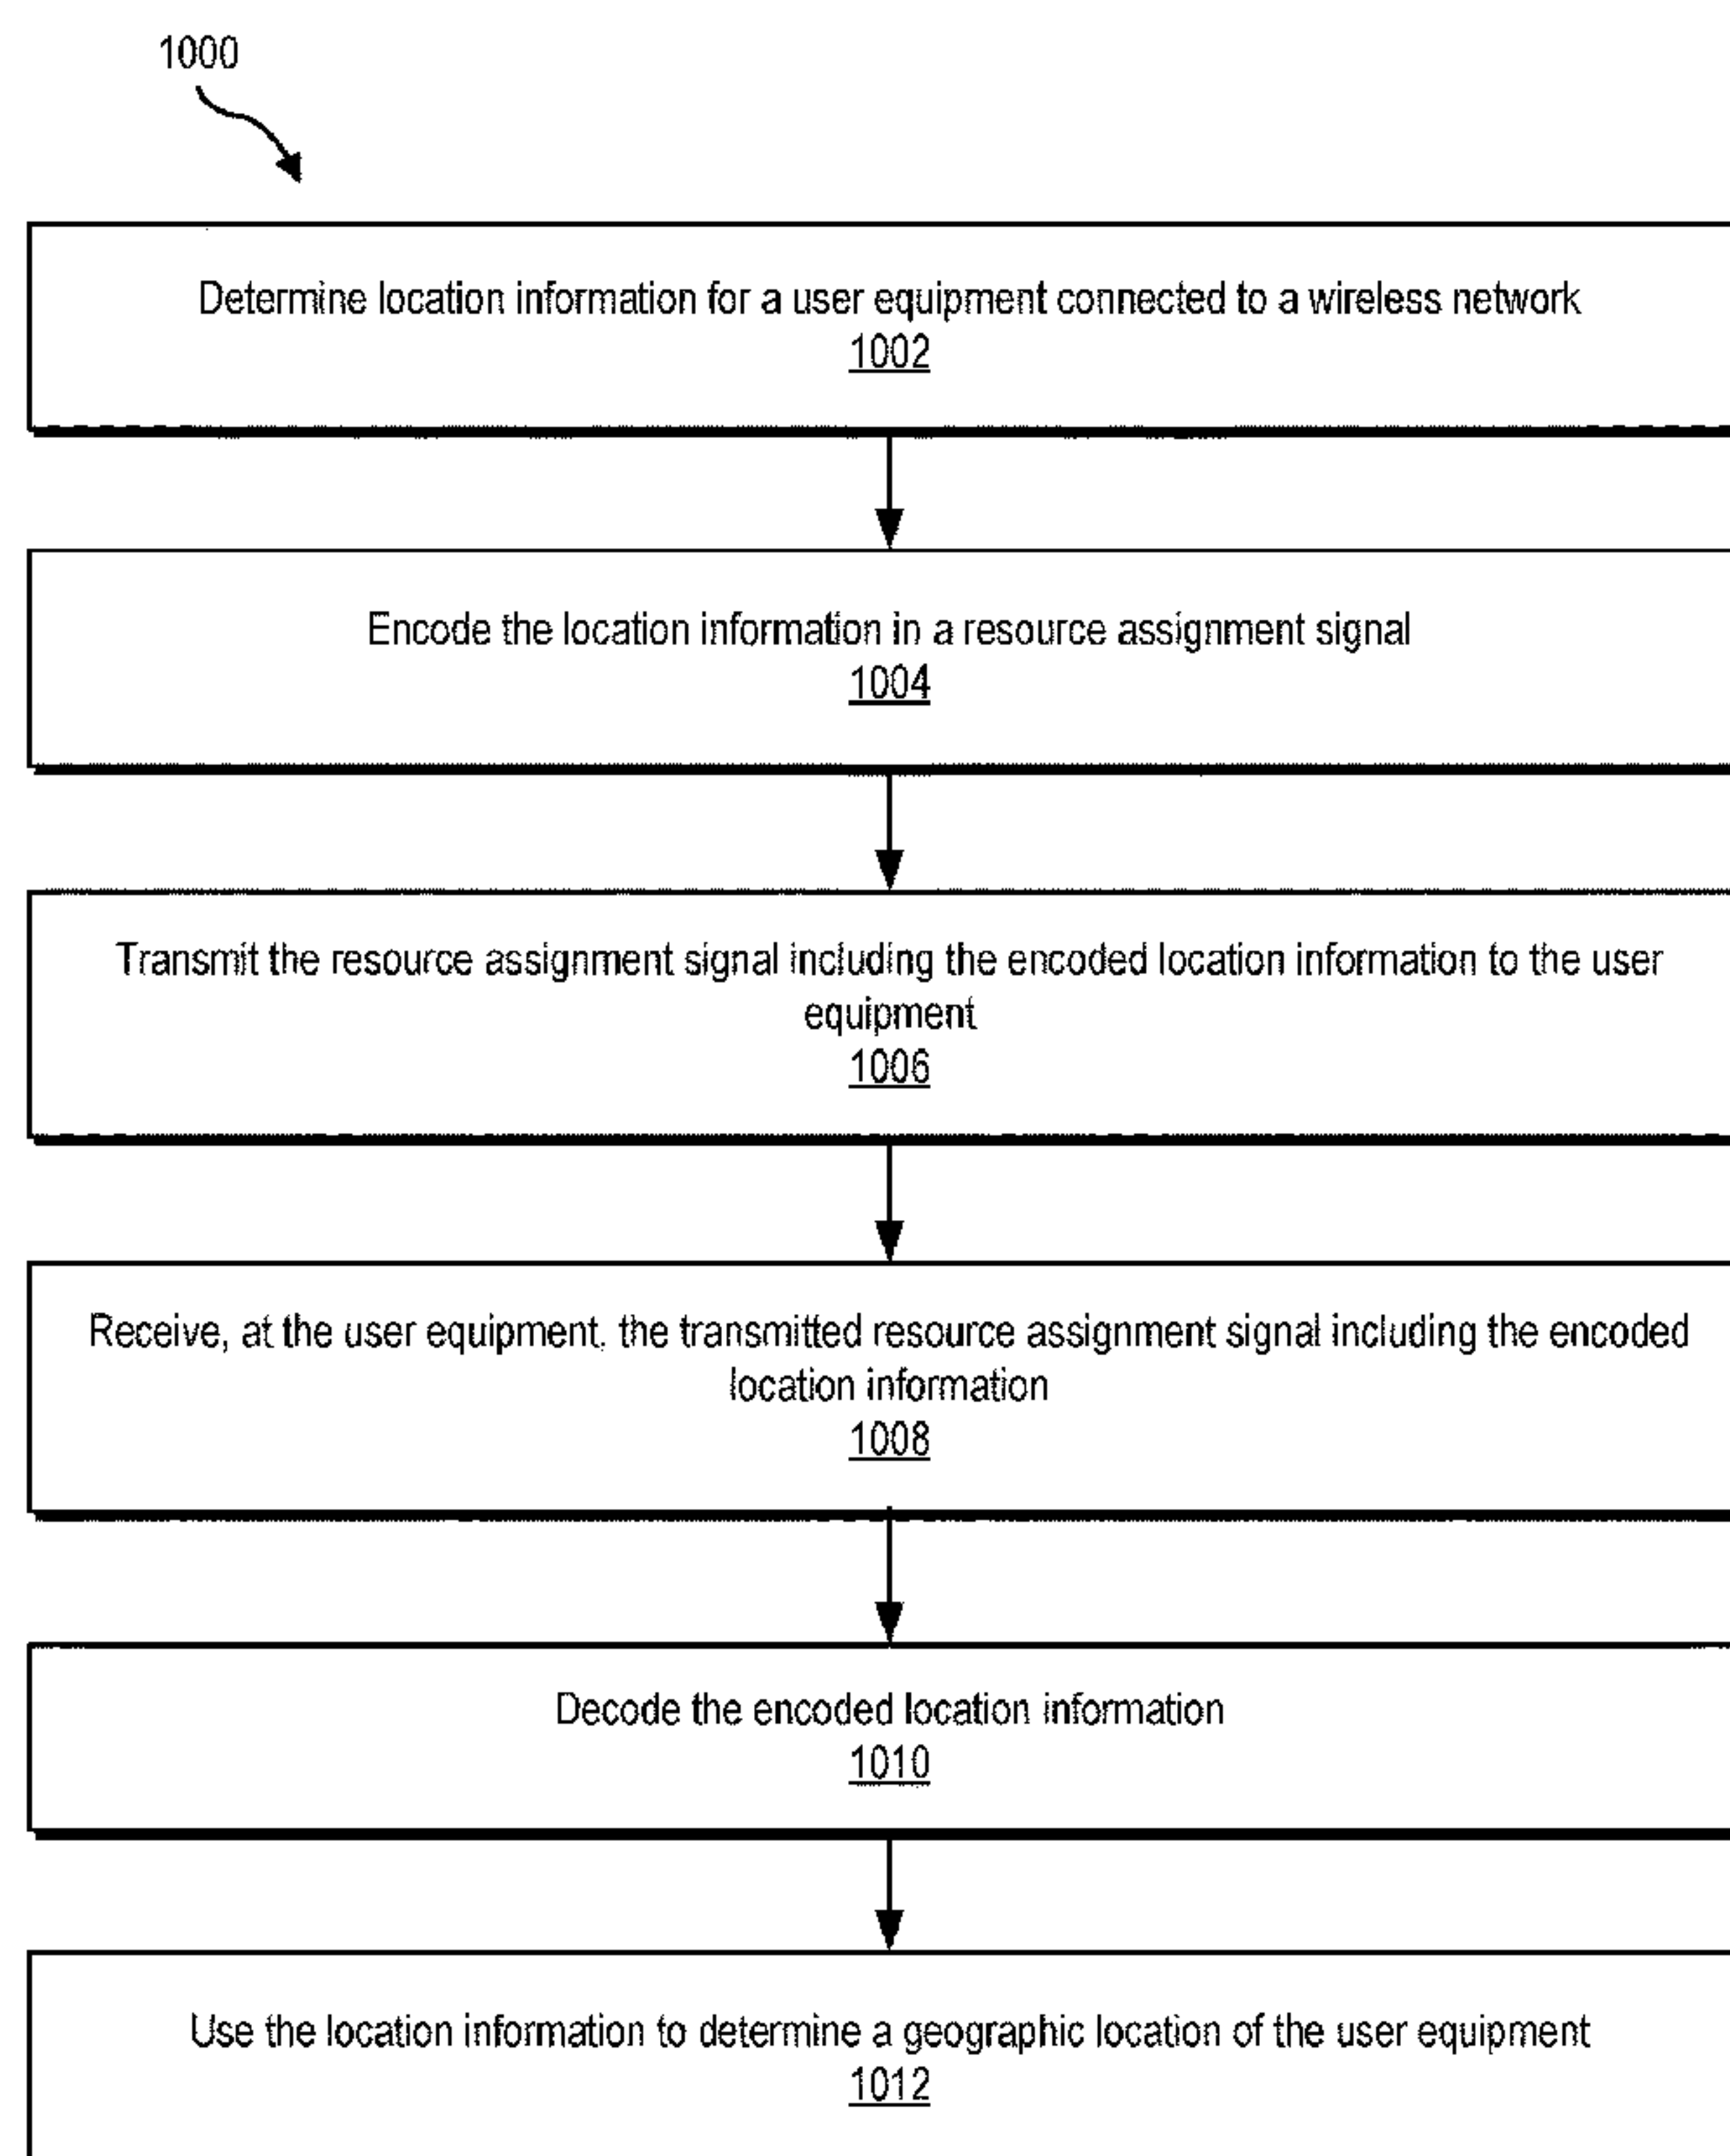 1000
Determine location information for a user equipment connected to a wireless network
1002
Encode the location information in a resource assignment signal
1004
Transmit the resource assignment signal including the encoded location information to the user
equipment
1006
Receive, at the user equipment, the transmitted resource assignment signal including the encoded
location information
1008
Decode the encoded location information
1010
Use the location information to determine a geographic location of the user equipment
1012